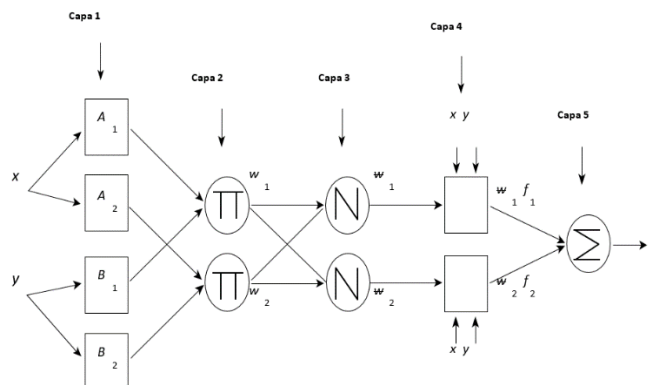 Capa 1
Capa 2
Capa 3
Capa 4
Capa 5
x y
A 1
A 2
B 1
B 2
x
y
∏
∏
w 1
w 2
N
N
w̶ 1
w̶ 2
w̶ 1 f 1
w̶ 2 f 2
x y
∑